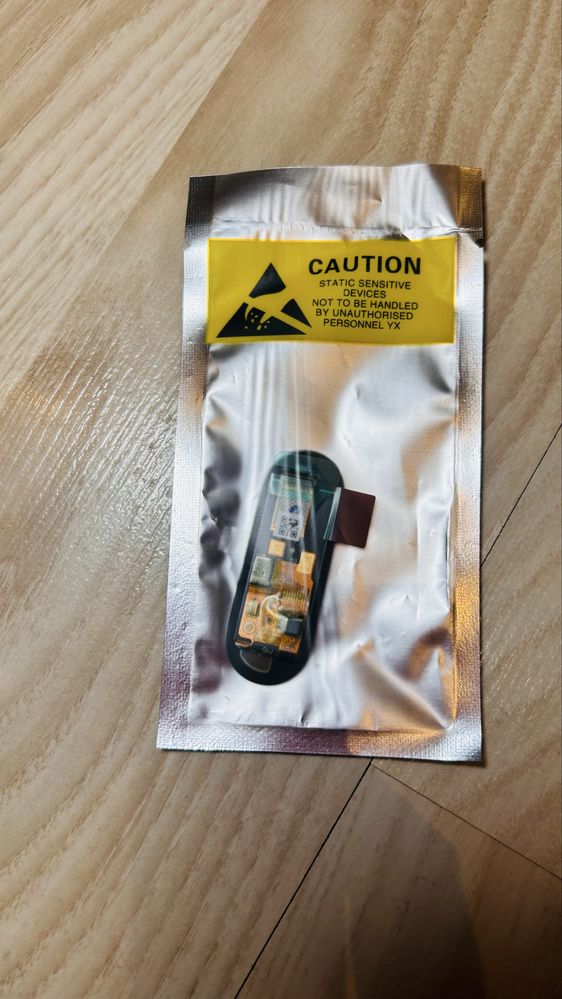 CAUTION
STATIC SENSITIVE
DEVICES
NOT TO BE HANDLED
BY UNAUTHORISED
PERSONNEL YX